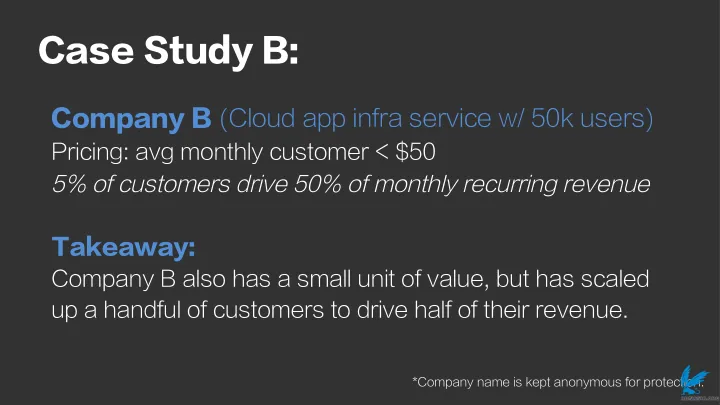 Case Study B:
Company B (Cloud app infra service w/ 50k users)
Pricing: avg monthly customer < $50
5% of customers drive 50% of monthly recurring revenue
Takeaway:
Company B also has a small unit of value, but has scaled
up a handful of customers to drive half of their revenue.
*Company name is kept anonymous for protection.